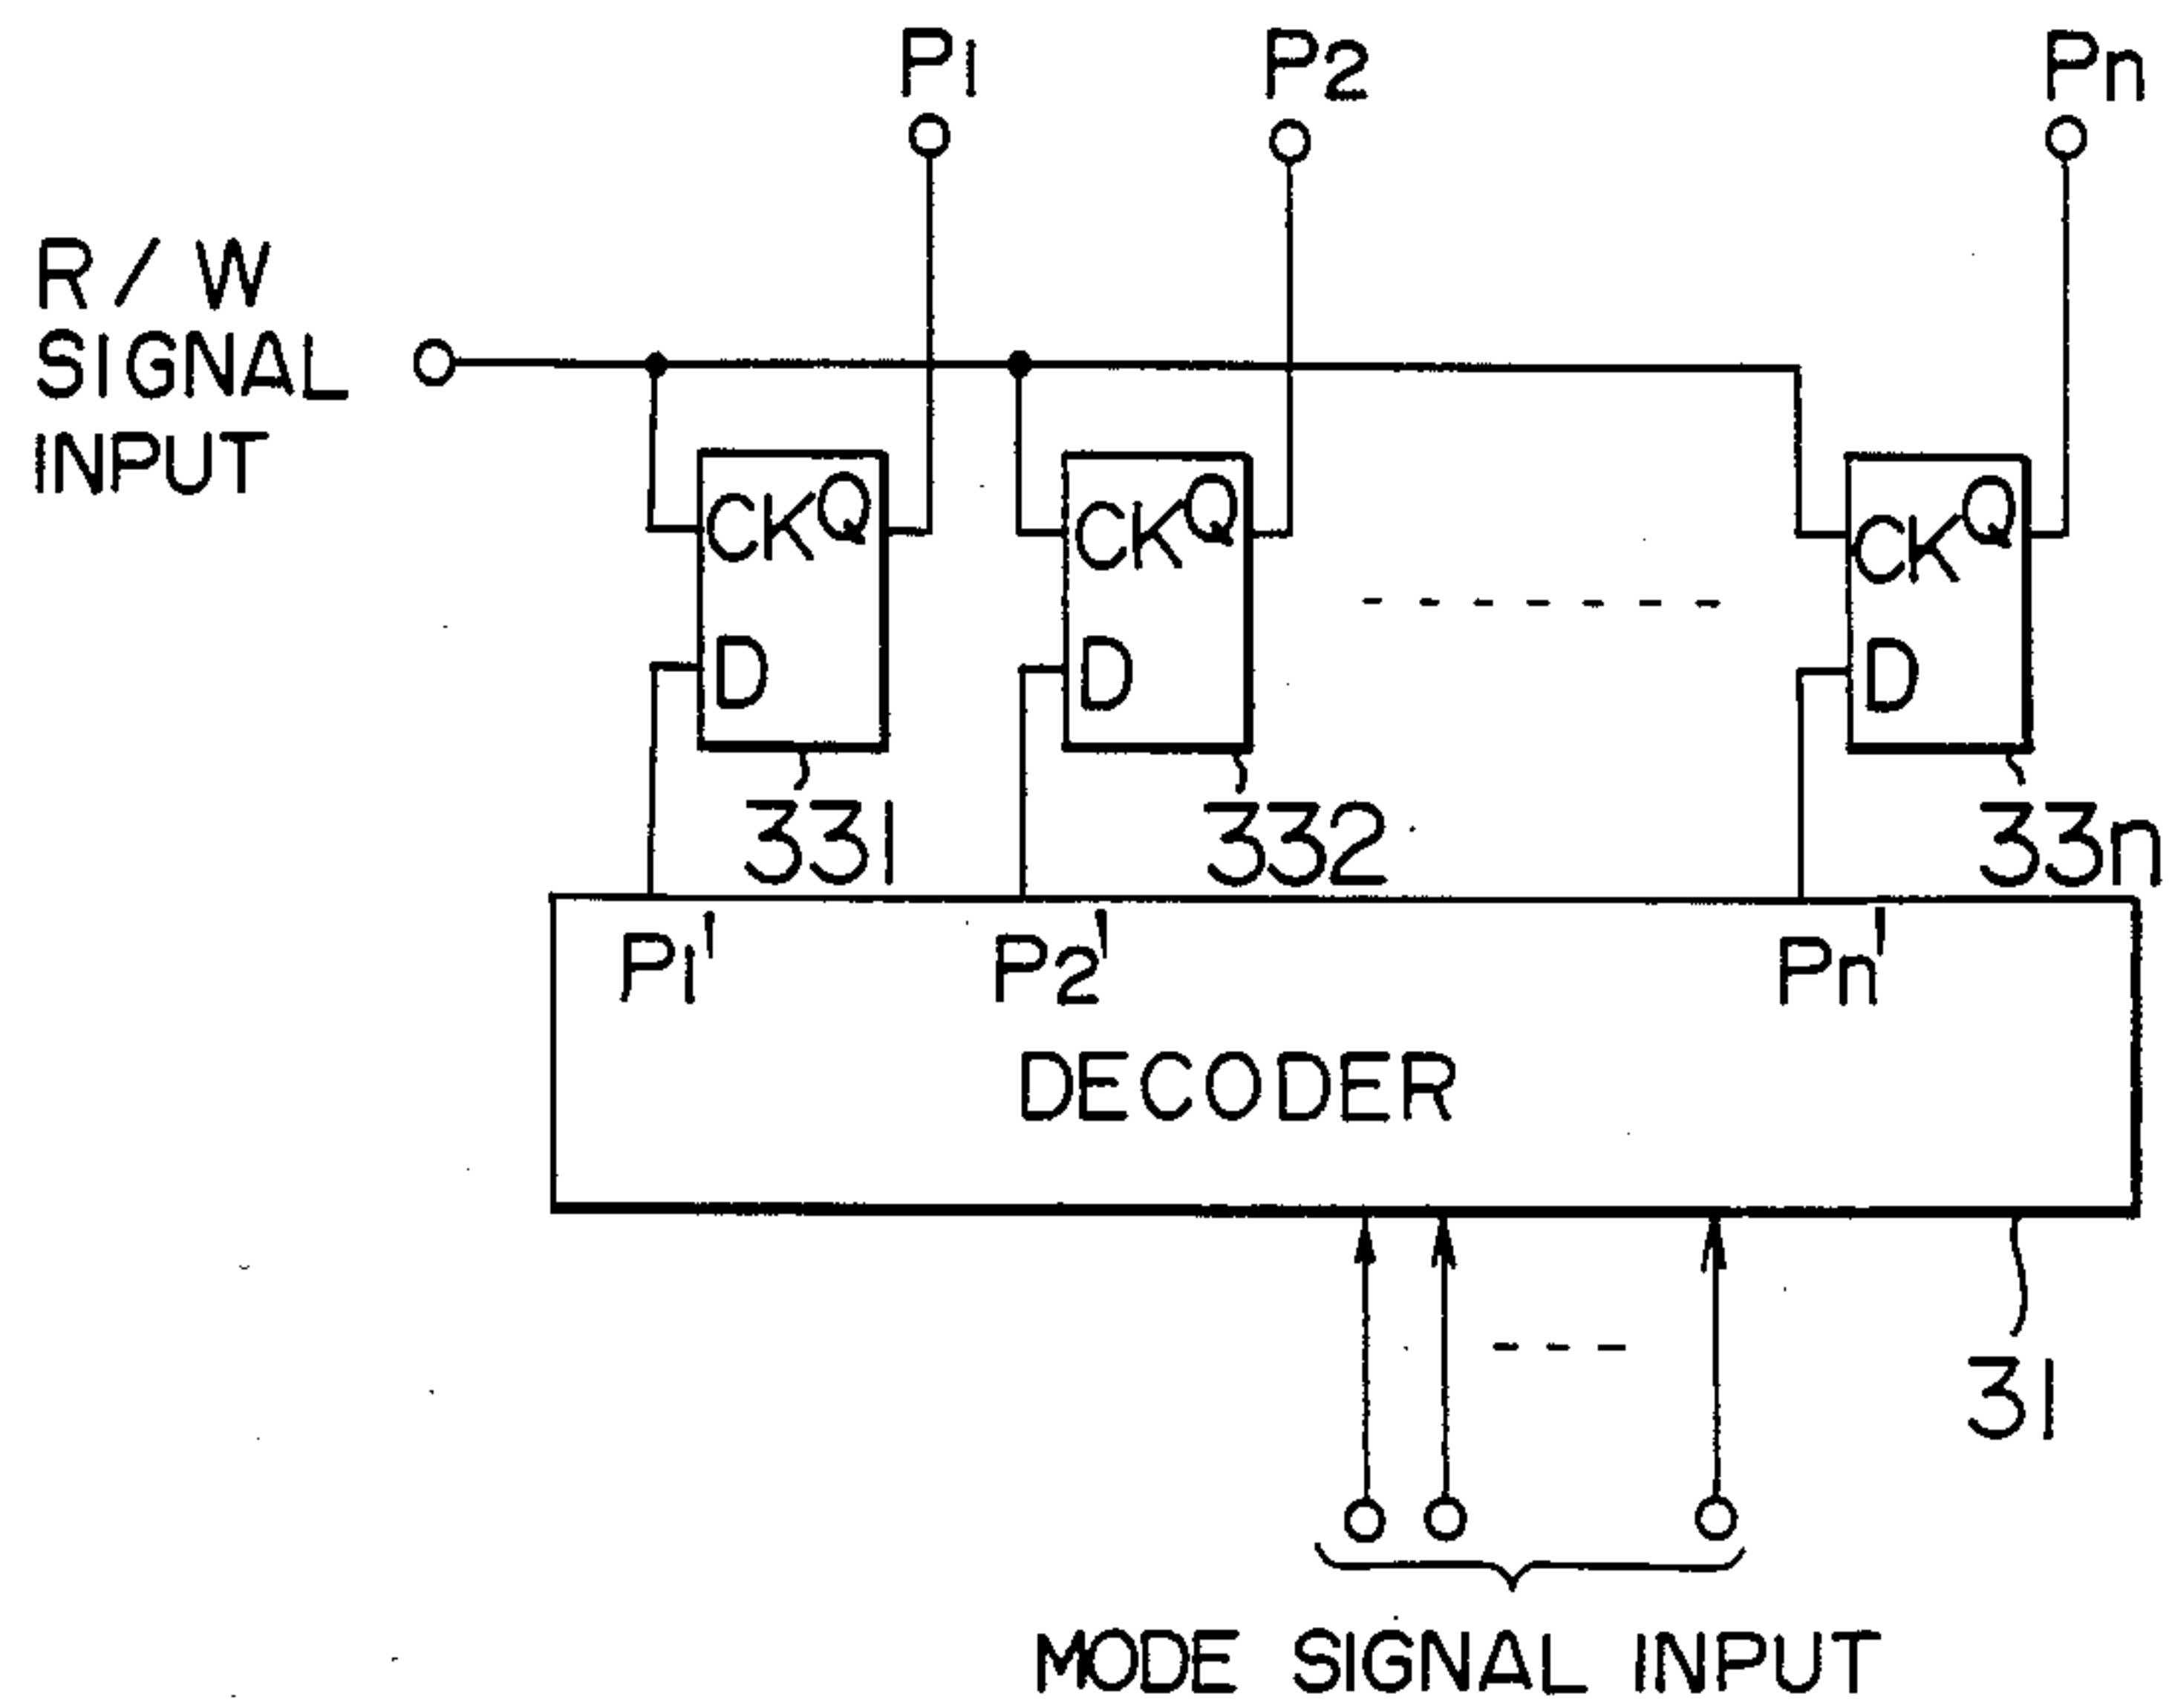 P1 P2 Pn
R/W
SIGNAL
INPUT
CK Q CK Q CK Q
D D D
331 332 33n
P1' P2' Pn'
DECODER
31
MODE SIGNAL INPUT